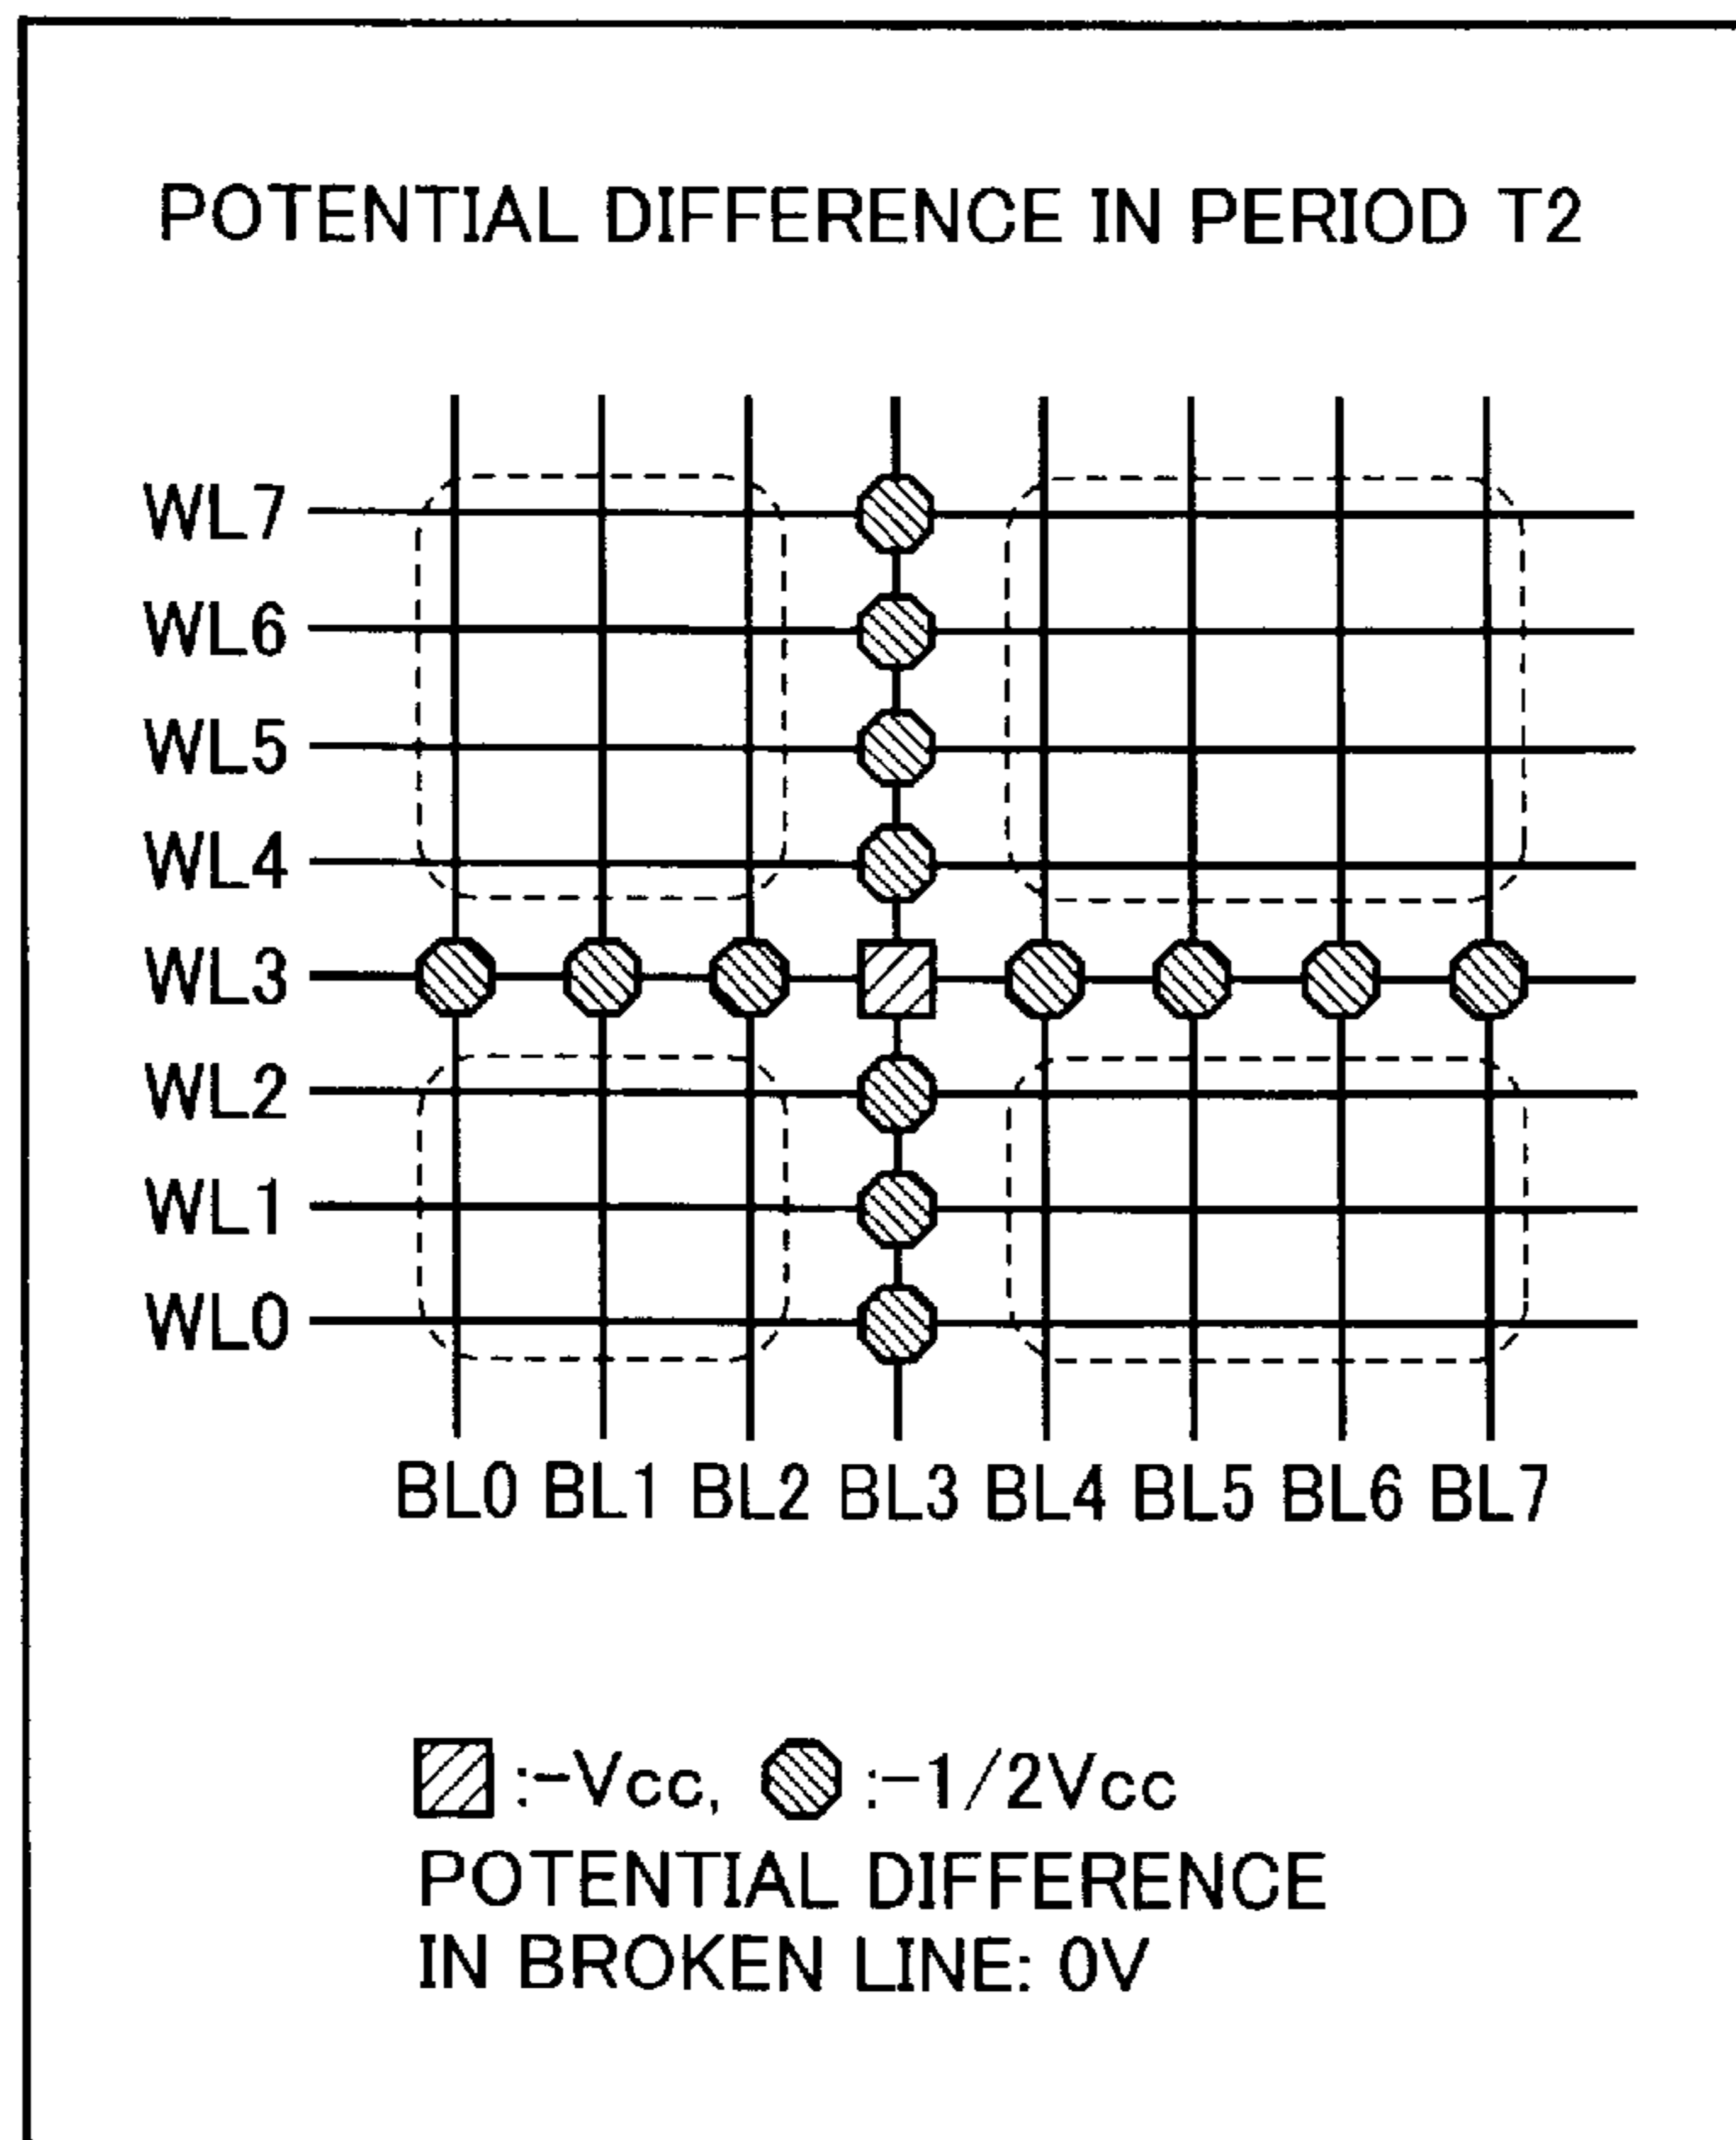 POTENTIAL DIFFERENCE IN PERIOD T2
WL7
WL6
WL5
WL4
WL3
WL2
WL1
WL0
BL0 BL1 BL2 BL3 BL4 BL5 BL6 BL7
:-Vcc, :-1/2Vcc
POTENTIAL DIFFERENCE
IN BROKEN LINE: 0V